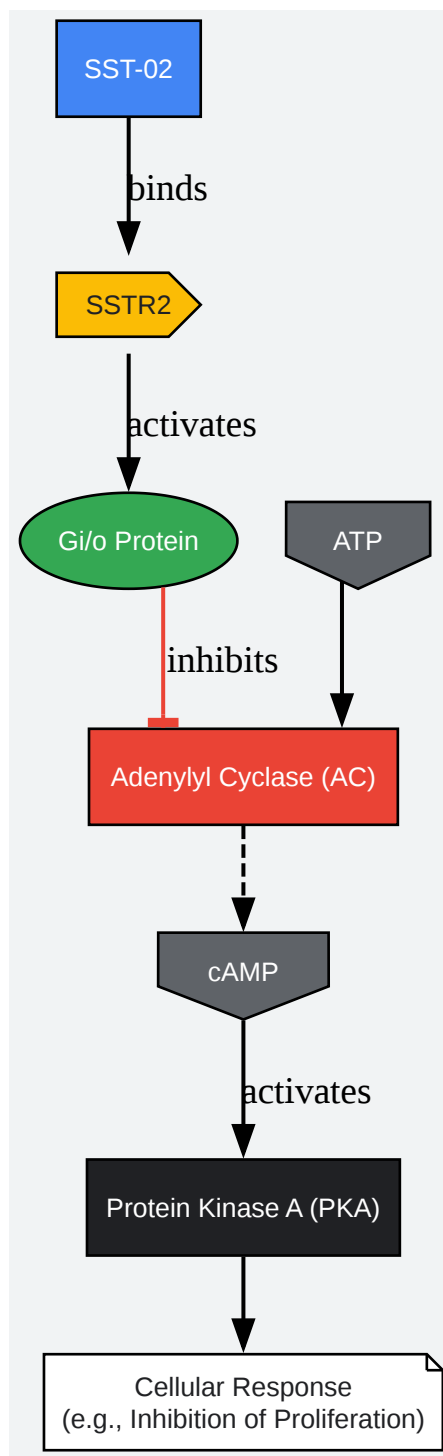 SST-02
binds
SSTR2
activates
Gi/o Protein
ATP
inhibits
Adenylyl Cyclase (AC)
cAMP
activates
Protein Kinase A (PKA)
Cellular Response
(e.g., Inhibition of Proliferation)